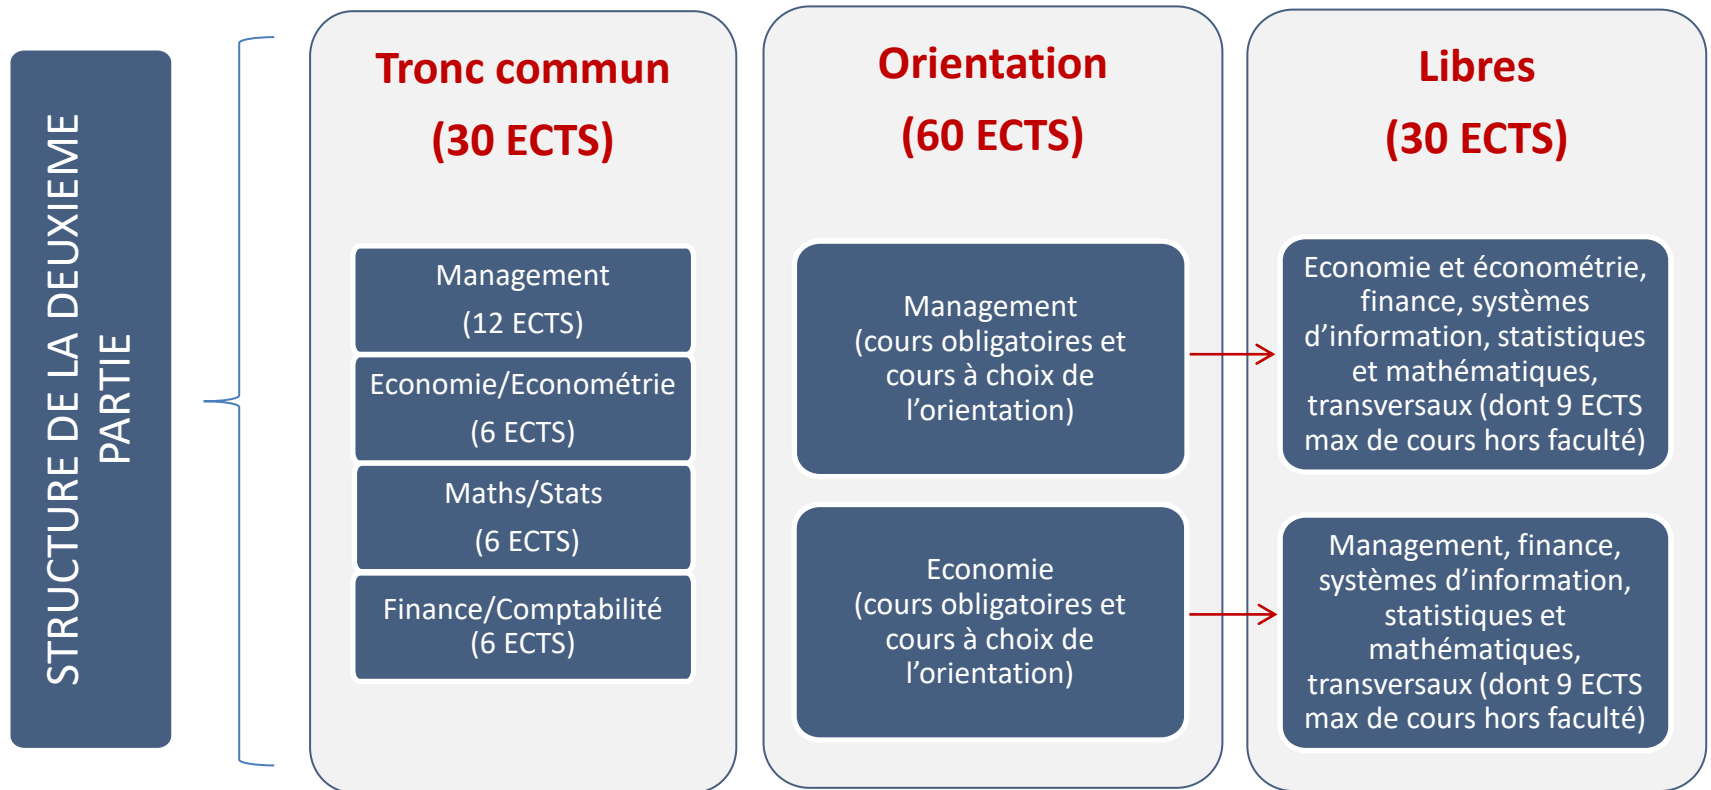 STRUCTURE DE LA DEUXIEME
PARTIE
Tronc commun
(30 ECTS)
Management
(12 ECTS)
Economie/Econométrie
(6 ECTS)
Maths/Stats
(6 ECTS)
Finance/Comptabilité
(6 ECTS)
Orientation
(60 ECTS)
Management
(cours obligatoires et
cours à choix de
l’orientation)
Economie
(cours obligatoires et
cours à choix de
l’orientation)
Libres
(30 ECTS)
Economie et économétrie,
finance, systèmes
d’information, statistiques
et mathématiques,
transversaux (dont 9 ECTS
max de cours hors faculté)
Management, finance,
systèmes d’information,
statistiques et
mathématiques,
transversaux (dont 9 ECTS
max de cours hors faculté)